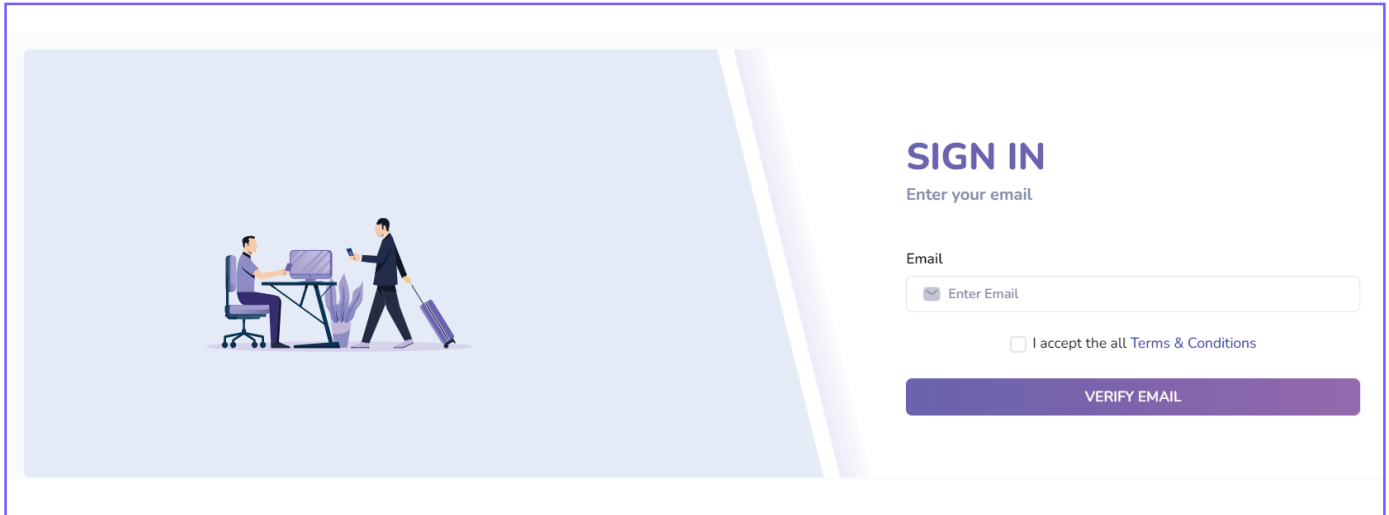 SIGN IN
Enter your email
Email
Enter Email
I accept the all Terms & Conditions
VERIFY EMAIL